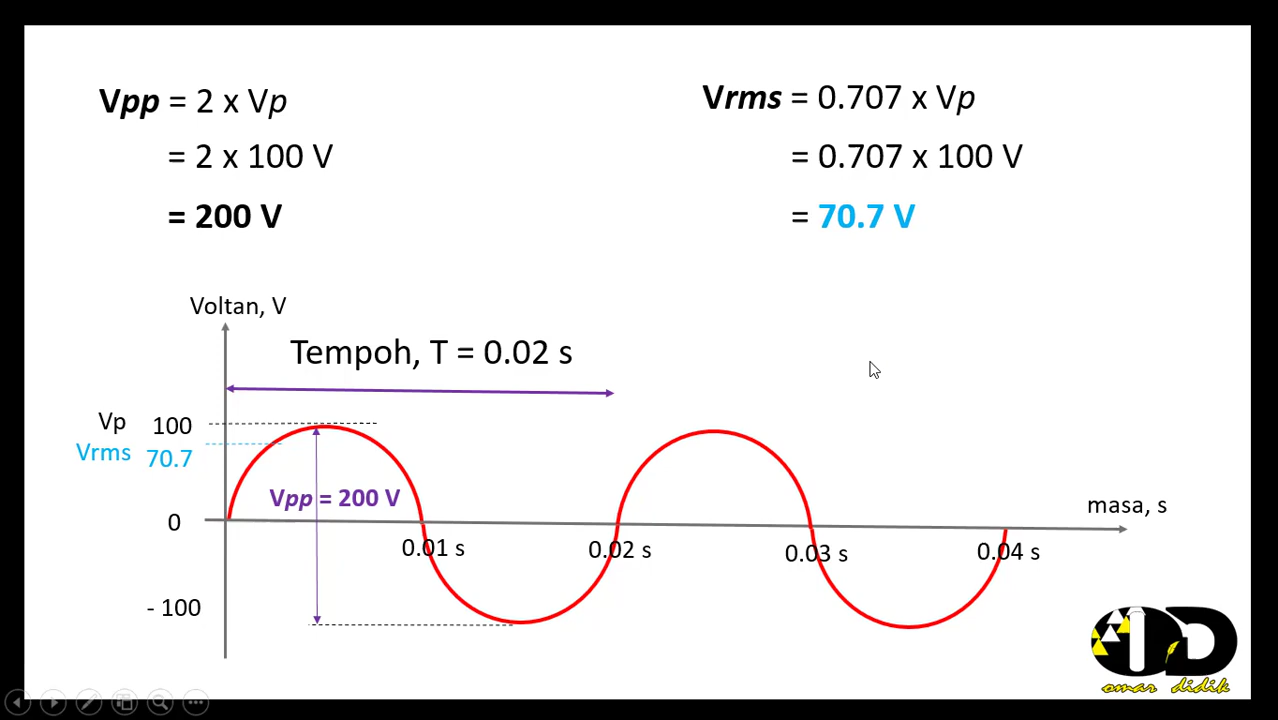 Vpp = 2 x Vp
= 2 x 100 V
= 200 V
Vrms = 0.707 x Vp
= 0.707 x 100 V
= 70.7 V
Voltan, V
Tempoh, T = 0.02 s
Vp 100
Vrms 70.7
Vpp = 200 V
masa, s
0
0.01 s
0.02 s
0.03 s
0.04 s
- 100
omar didik